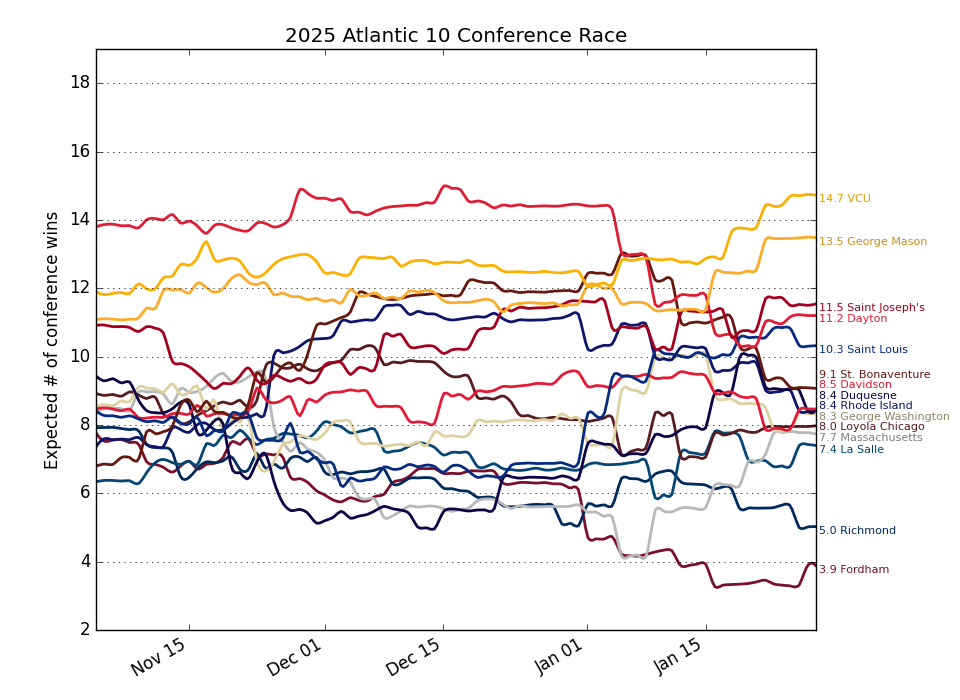 2025 Atlantic 10 Conference Race
Expected # of conference wins
18
16
14
12
10
8
6
4
2
Nov 15
Dec 01
Dec 15
Jan 01
Jan 15
14.7 VCU
13.5 George Mason
11.5 Saint Joseph's
11.2 Dayton
10.3 Saint Louis
9.1 St. Bonaventure
8.5 Davidson
8.4 Duquesne
8.4 Rhode Island
8.3 George Washington
8.0 Loyola Chicago
7.7 Massachusetts
7.4 La Salle
5.0 Richmond
3.9 Fordham